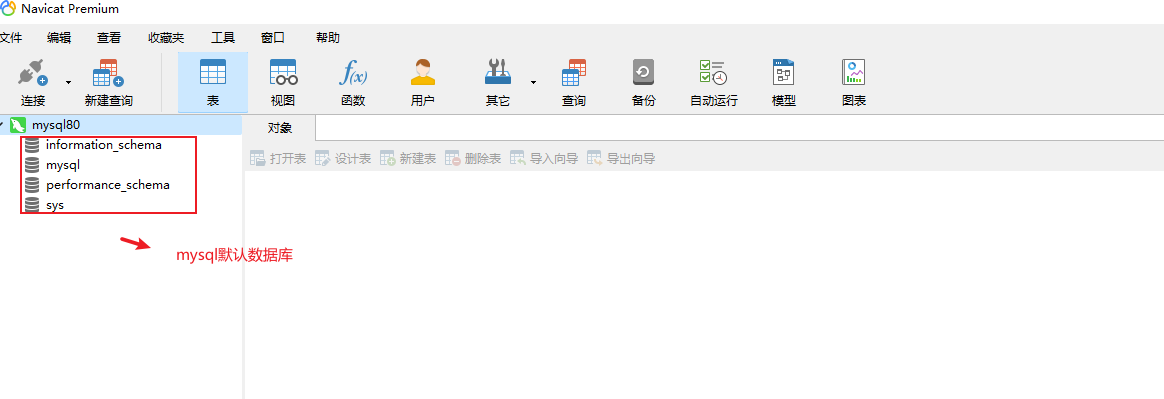 Navicat Premium
文件 编辑 查看 收藏夹 工具 窗口 帮助
f(x)
连接 新建查询 表 视图 函数 用户 其它 查询 备份 自动运行 模型 图表
mysql80 对象
information_schema
打开表 设计表 新建表 删除表 导入向导 导出向导
mysql
performance_schema
sys
mysql默认数据库